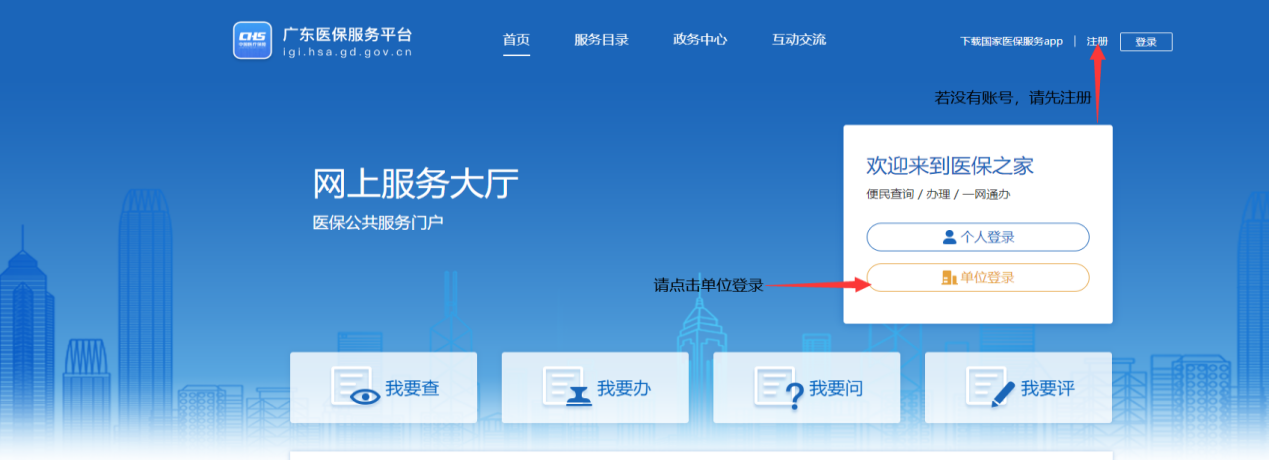 CHS
广东医保服务平台
igi.hsa.gd.gov.cn
首页
服务目录
政务中心
互动交流
下载国家医保服务app | 注册
登录
若没有账号，请先注册
网上服务大厅
医保公共服务门户
欢迎来到医保之家
便民查询 / 办理 / 一网通办
个人登录
请点击单位登录
单位登录
我要查
我要办
我要问
我要评